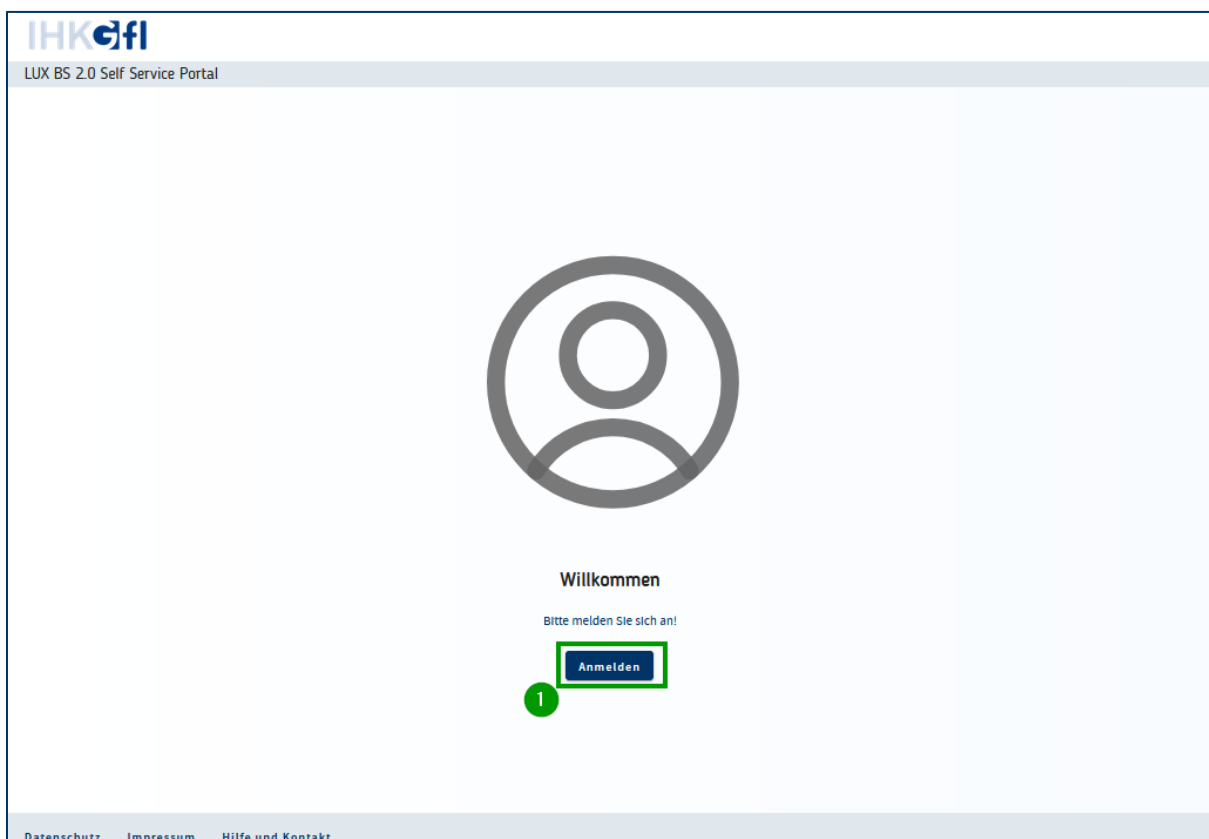 IHKGfI
LUX BS 2.0 Self Service Portal
Willkommen
Bitte melden Sie sich an!
Anmelden
1
Datenschutz Impressum Hilfe und Kontakt